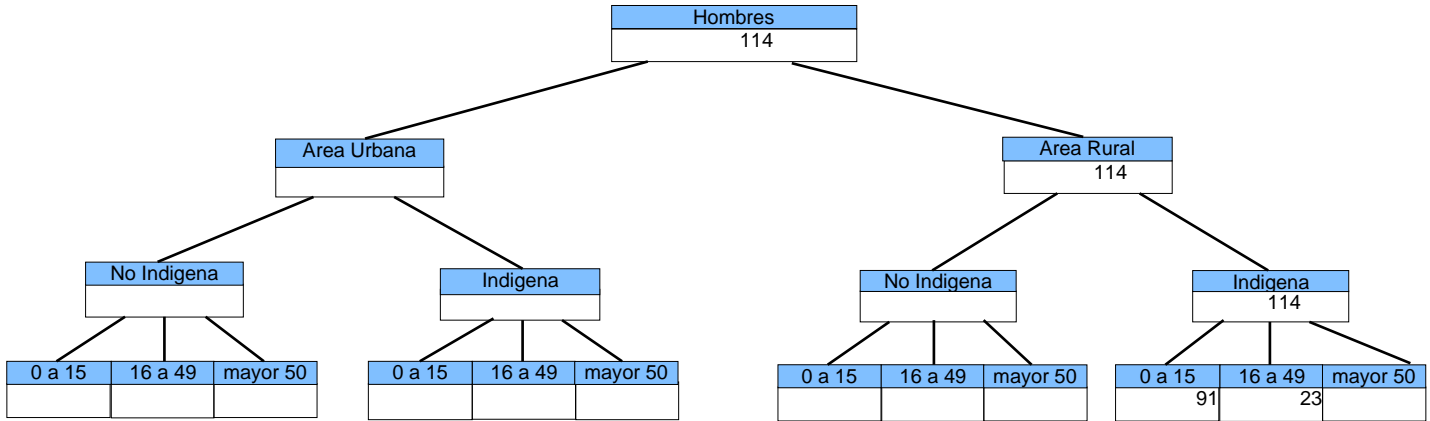 Hombres
114
Area Urbana
Area Rural
114
No Indigena
Indigena
No Indigena
Indigena
114
0 a 15 16 a 49 mayor 50
0 a 15 16 a 49 mayor 50
0 a 15 16 a 49 mayor 50
0 a 15 16 a 49 mayor 50
91 23